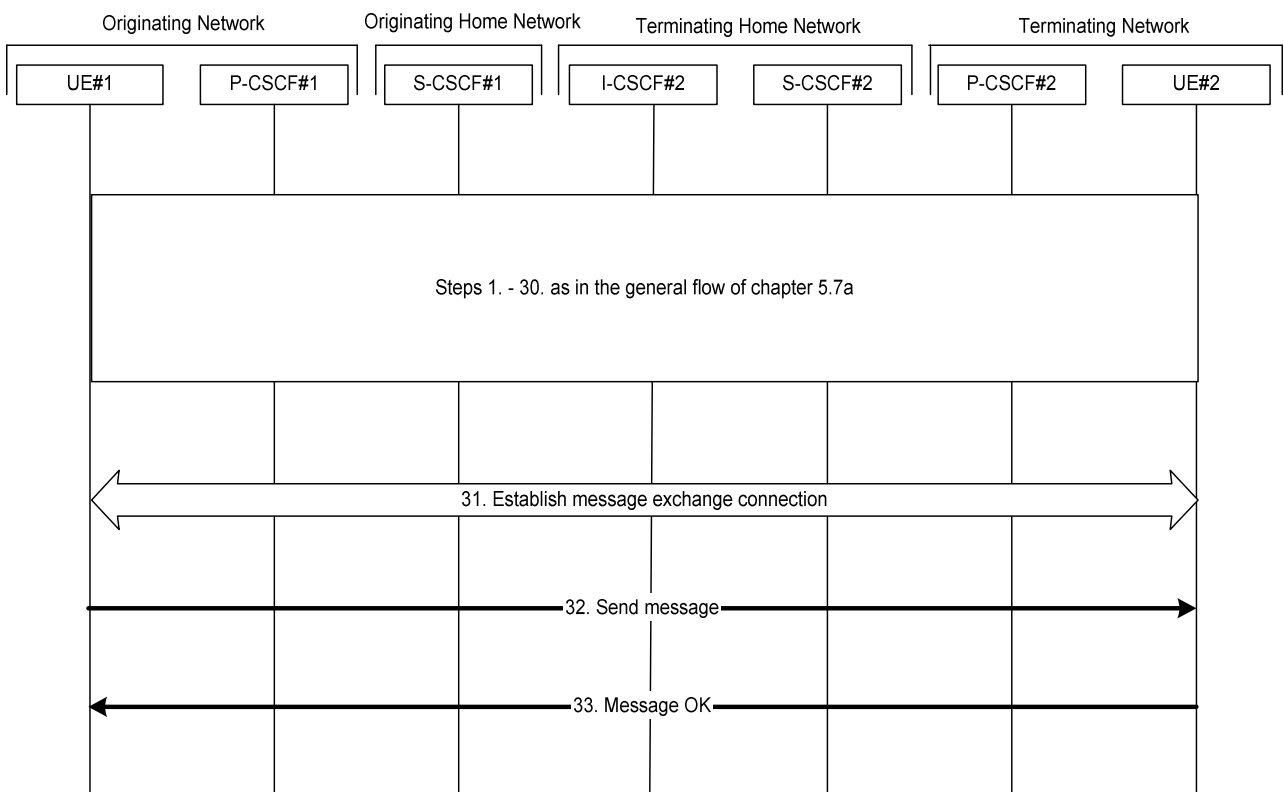 Originating Network
Originating Home Network
Terminating Home Network
Terminating Network
UE#1
P-CSCF#1
S-CSCF#1
I-CSCF#2
S-CSCF#2
P-CSCF#2
UE#2
Steps 1. - 30. as in the general flow of chapter 5.7a
31. Establish message exchange connection
32. Send message
33. Message OK